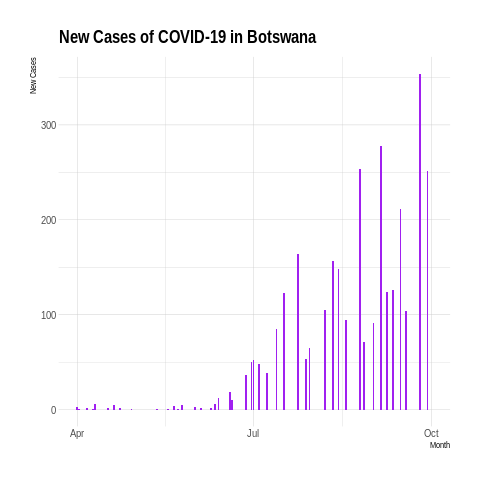 New Cases of COVID-19 in Botswana
New Cases
300
200
100
0
Apr Jul Oct
Month